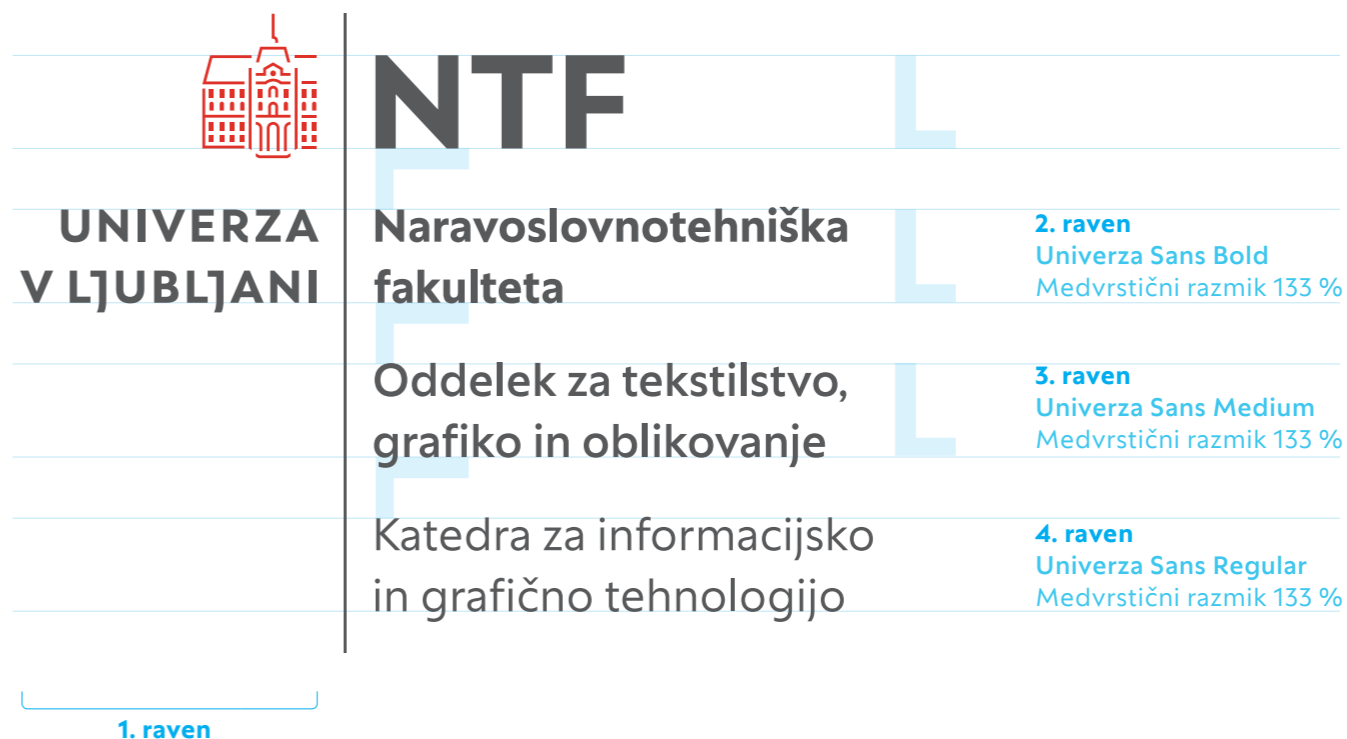 NTF
UNIVERZA
V LJUBLJANI
Naravoslovnotehniška
fakulteta
2. raven
Univerza Sans Bold
Medvrstični razmik 133 %
Oddelek za tekstilstvo,
grafiko in oblikovanje
3. raven
Univerza Sans Medium
Medvrstični razmik 133 %
Katedra za informacijsko
in grafično tehnologijo
4. raven
Univerza Sans Regular
Medvrstični razmik 133 %
1. raven